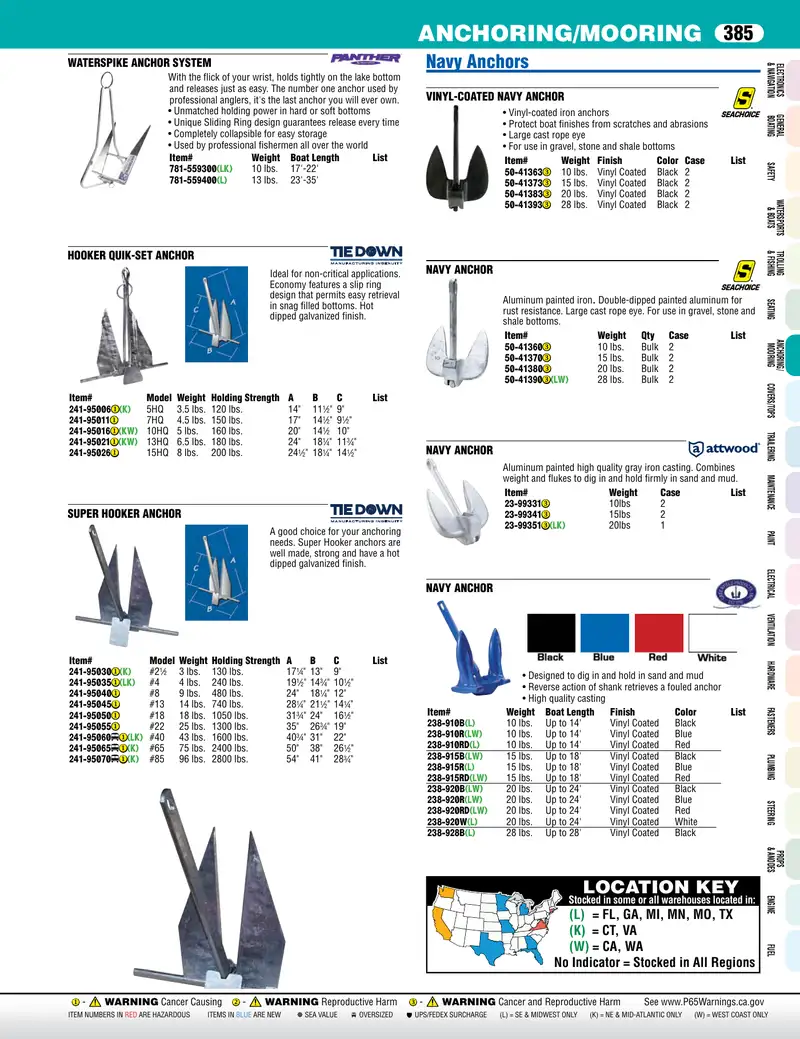 ANCHORING/MOORING 385
WATERSPIKE ANCHOR SYSTEM
PANTHER
With the flick of your wrist, holds tightly on the lake bottom
and releases just as easy. The number one anchor used by
professional anglers, it's the last anchor you will ever own.
• Unmatched holding power in hard or soft bottoms
• Unique Sliding Ring design guarantees release every time
• Completely collapsible for easy storage
• Used by professional fishermen all over the world
Item# Weight Boat Length List
781-559300(LK) 10 lbs. 17'-22'
781-559400(L) 13 lbs. 23'-35'
HOOKER QUIK-SET ANCHOR
TIE DOWN
MANUFACTURING INGENUITY
Ideal for non-critical applications.
Economy features a slip ring
design that permits easy retrieval
in snag filled bottoms. Hot
dipped galvanized finish.
A
C
B
Item# Model Weight Holding Strength A B C List
241-95006①(K) 5HQ 3.5 lbs. 120 lbs. 14" 11½" 9"
241-95011① 7HQ 4.5 lbs. 150 lbs. 17" 14½" 9½"
241-95016①(KW) 10HQ 5 lbs. 160 lbs. 20" 14½ 10"
241-95021①(KW) 13HQ 6.5 lbs. 180 lbs. 24" 18¼" 11¾"
241-95026① 15HQ 8 lbs. 200 lbs. 24½" 18¼" 14½"
SUPER HOOKER ANCHOR
TIE DOWN
MANUFACTURING INGENUITY
A good choice for your anchoring
needs. Super Hooker anchors are
well made, strong and have a hot
dipped galvanized finish.
A
C
B
Item# Model Weight Holding Strength A B C List
241-95030①(K) #2½ 3 lbs. 130 lbs. 17¼" 13" 9"
241-95035①(LK) #4 4 lbs. 240 lbs. 19½" 14¼" 10½"
241-95040① #8 9 lbs. 480 lbs. 24" 18¼" 12"
241-95045① #13 14 lbs. 740 lbs. 28¼" 21½" 14¼"
241-95050① #18 18 lbs. 1050 lbs. 31¾" 24" 16½"
241-95055① #22 25 lbs. 1300 lbs. 35" 26¾" 19"
241-95060①(LK) #40 43 lbs. 1600 lbs. 40¾" 31" 22"
241-95065①(K) #65 75 lbs. 2400 lbs. 50" 38" 26½"
241-95070①(K) #85 96 lbs. 2800 lbs. 54" 41" 28¾"
Navy Anchors
VINYL-COATED NAVY ANCHOR
S
SEACHOICE
• Vinyl-coated iron anchors
• Protect boat finishes from scratches and abrasions
• Large cast rope eye
• For use in gravel, stone and shale bottoms
Item# Weight Finish Color Case List
50-41363③ 10 lbs. Vinyl Coated Black 2
50-41373③ 15 lbs. Vinyl Coated Black 2
50-41383③ 20 lbs. Vinyl Coated Black 2
50-41393③ 28 lbs. Vinyl Coated Black 2
NAVY ANCHOR
S
SEACHOICE
Aluminum painted iron. Double-dipped painted aluminum for
rust resistance. Large cast rope eye. For use in gravel, stone and
shale bottoms.
Item# Weight Qty Case List
50-41360③ 10 lbs. Bulk 2
50-41370③ 15 lbs. Bulk 2
50-41380③ 20 lbs. Bulk 2
50-41390③(LW) 28 lbs. Bulk 2
NAVY ANCHOR
attwood
Aluminum painted high quality gray iron casting. Combines
weight and flukes to dig in and hold firmly in sand and mud.
Item# Weight Case List
23-99331③ 10lbs 2
23-99341③ 15lbs 2
23-99351③(LK) 20lbs 1
NAVY ANCHOR
Black Blue Red White
• Designed to dig in and hold in sand and mud
• Reverse action of shank retrieves a fouled anchor
• High quality casting
Item# Weight Boat Length Finish Color List
238-910B(L) 10 lbs. Up to 14' Vinyl Coated Black
238-910R(LW) 10 lbs. Up to 14' Vinyl Coated Blue
238-910RD(L) 10 lbs. Up to 14' Vinyl Coated Red
238-915B(LW) 15 lbs. Up to 18' Vinyl Coated Black
238-915R(L) 15 lbs. Up to 18' Vinyl Coated Blue
238-915RD(LW) 15 lbs. Up to 18' Vinyl Coated Red
238-920B(LW) 20 lbs. Up to 24' Vinyl Coated Black
238-920R(LW) 20 lbs. Up to 24' Vinyl Coated Blue
238-920RD(LW) 20 lbs. Up to 24' Vinyl Coated Red
238-920W(L) 20 lbs. Up to 24' Vinyl Coated White
238-928B(L) 28 lbs. Up to 28' Vinyl Coated Black
LOCATION KEY
Stocked in some or all warehouses located in:
(L) = FL, GA, MI, MN, MO, TX
(K) = CT, VA
(W) = CA, WA
No Indicator = Stocked in All Regions
ELECTRONICS
& NAVIGATION
GENERAL
BOATING
SAFETY
WATERSPORTS
& BOATS
TROLLING
& FISHING
SEATING
ANCHORING/
MOORING
COVERS/TOPS
TRAILERING
MAINTENANCE
PAINT
ELECTRICAL
VENTILATION
HARDWARE
FASTENERS
PLUMBING
STEERING
PROPS
& ANODES
ENGINE
FUEL
① - WARNING Cancer Causing ② - WARNING Reproductive Harm ③ - WARNING Cancer and Reproductive Harm See www.P65Warnings.ca.gov
ITEM NUMBERS IN RED ARE HAZARDOUS ITEMS IN BLUE ARE NEW SEA VALUE OVERSIZED UPS/FEDEX SURCHARGE (L) = SE & MIDWEST ONLY (K) = NE & MID-ATLANTIC ONLY (W) = WEST COAST ONLY